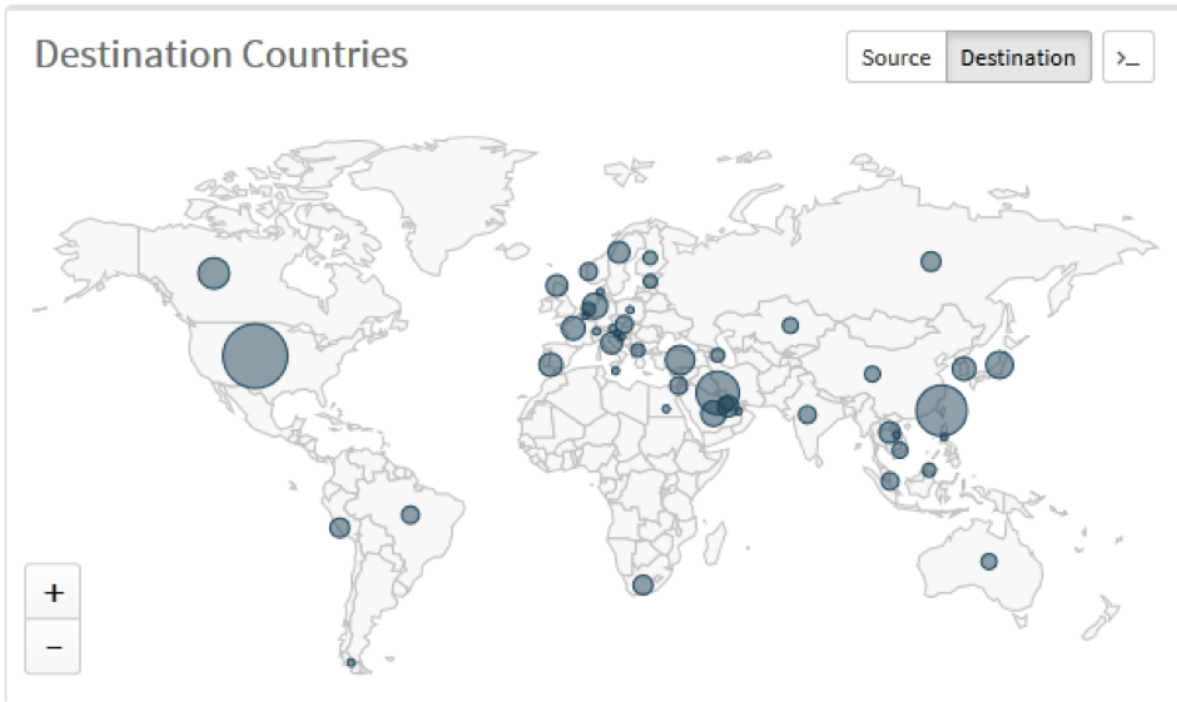 Destination Countries
Source
Destination
>_
+
−